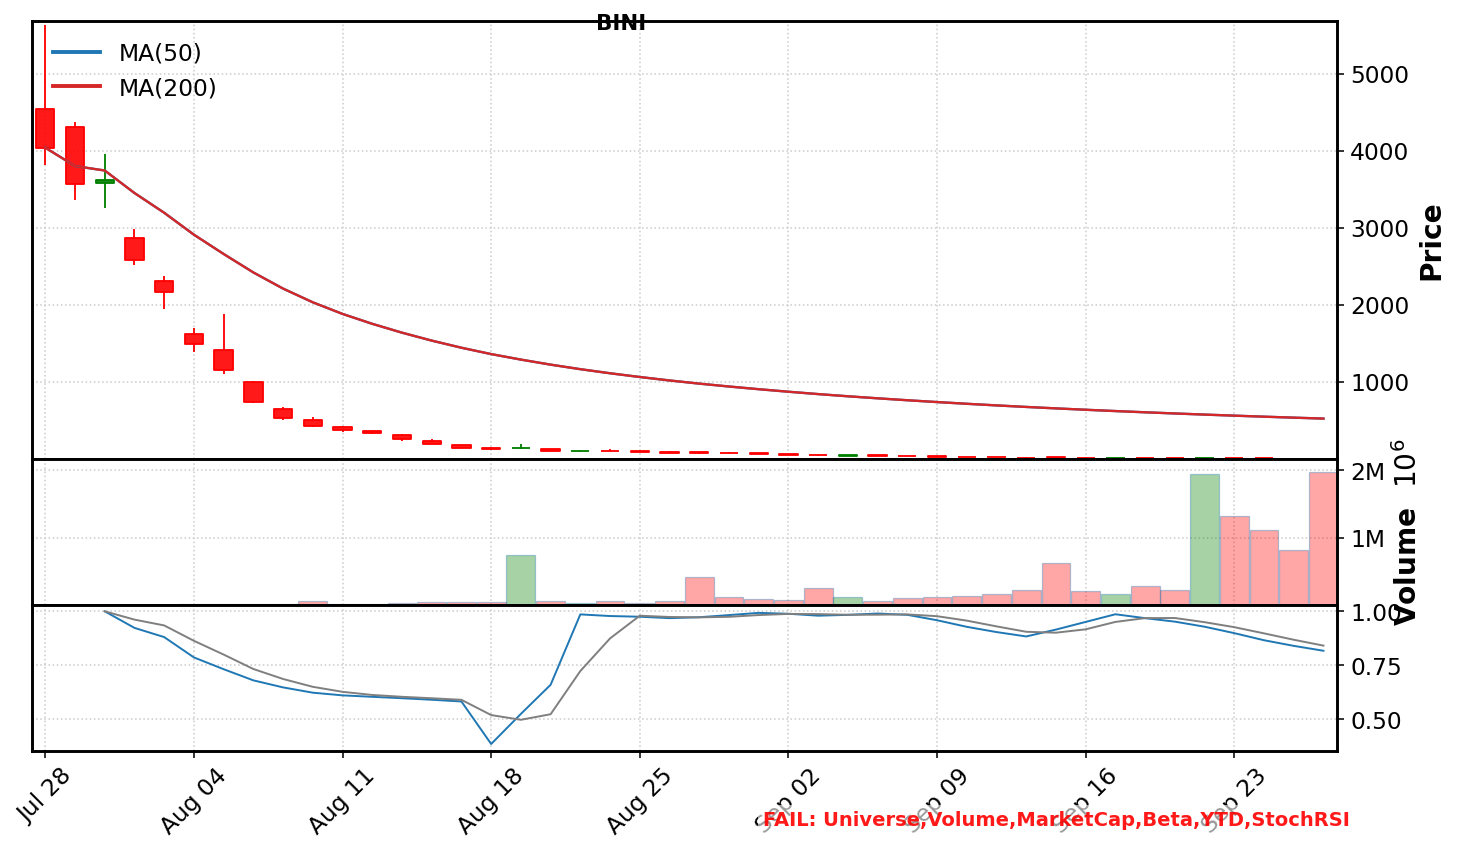 BINI
MA(50)
MA(200)
5000
4000
3000
2000
1000
Price
10⁶
2M
1M
Volume
1.00
0.75
0.50
Jul 28
Aug 04
Aug 11
Aug 18
Aug 25
Sep 02
Sep 09
Sep 16
Sep 23
FAIL: Universe,Volume,MarketCap,Beta,YTD,StochRSI